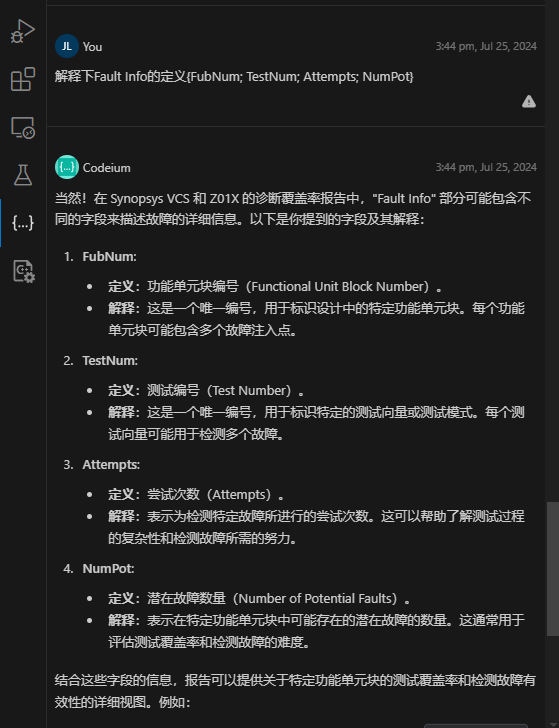 JL You 3:44 pm, Jul 25, 2024
解释下Fault Info的定义{FubNum; TestNum; Attempts; NumPot}
{...} Codeium 3:44 pm, Jul 25, 2024
当然！在 Synopsys VCS 和 Z01X 的诊断覆盖率报告中，"Fault Info" 部分可能包含不
同的字段来描述故障的详细信息。以下是你提到的字段及其解释：
1. FubNum:
• 定义：功能单元块编号（Functional Unit Block Number）。
• 解释：这是一个唯一编号，用于标识设计中的特定功能单元块。每个功能
单元块可能包含多个故障注入点。
2. TestNum:
• 定义：测试编号（Test Number）。
• 解释：这是一个唯一编号，用于标识特定的测试向量或测试模式。每个测
试向量可能用于检测多个故障。
3. Attempts:
• 定义：尝试次数（Attempts）。
• 解释：表示为检测特定故障所进行的尝试次数。这可以帮助了解测试过程
的复杂性和检测故障所需的努力。
4. NumPot:
• 定义：潜在故障数量（Number of Potential Faults）。
• 解释：表示在特定功能单元块中可能存在的潜在故障的数量。这通常用于
评估测试覆盖率和检测故障的难度。
结合这些字段的信息，报告可以提供关于特定功能单元块的测试覆盖率和检测故障有
效性的详细视图。例如：
{...}